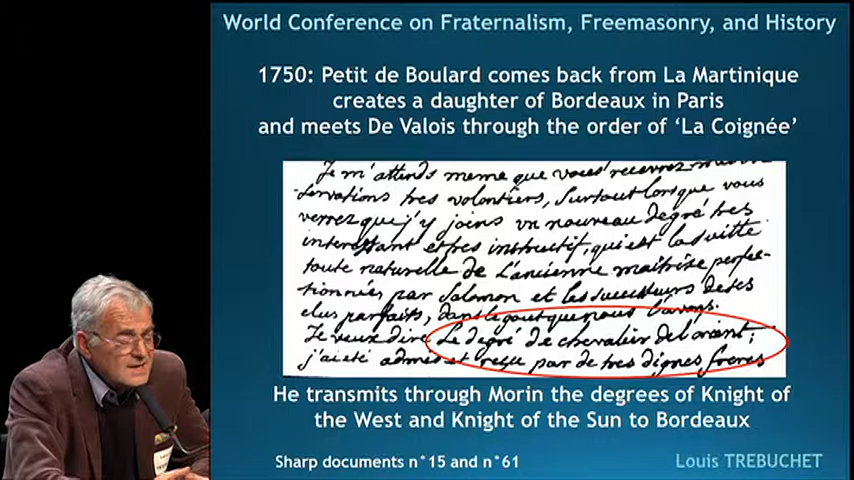 World Conference on Fraternalism, Freemasonry, and History
1750: Petit de Boulard comes back from La Martinique
creates a daughter of Bordeaux in Paris
and meets De Valois through the order of ‘La Coignée’
Je m'attends meme que vous recevrez
servations tres volontiers, surtout lorsque vous
verrez que j'y joins un nouveau degré tres
interessant et tres instructif, qui est la suitte
toute naturelle de L'ancienne maitrise perfec-
tionnée par Salomon et les successeurs de ses
elus parfaits, dans le gout que nous l'avons.
Je veux dire Le degré de chevalier de l'orient;
j'ai eté admis et reçu par de tres dignes freres
He transmits through Morin the degrees of Knight of
the West and Knight of the Sun to Bordeaux
Sharp documents n°15 and n°61
Louis TREBUCHET